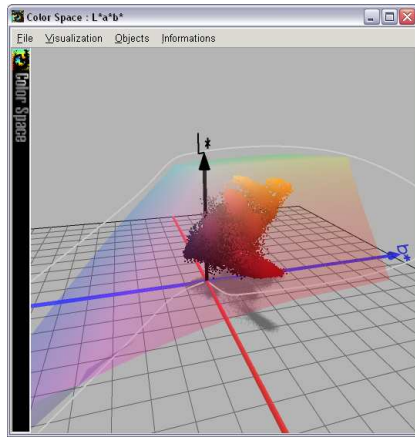 Color Space : L*a*b*
File Visualization Objects Informations
Color Space
L*
a*